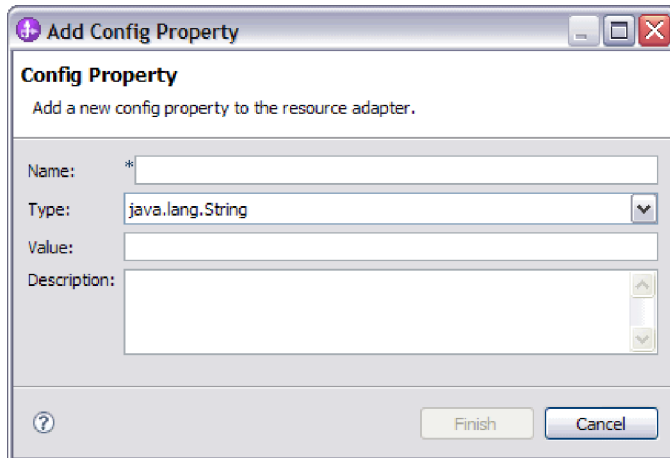 Add Config Property
Config Property
Add a new config property to the resource adapter.
Name: *
Type: java.lang.String
Value:
Description:
? Finish Cancel